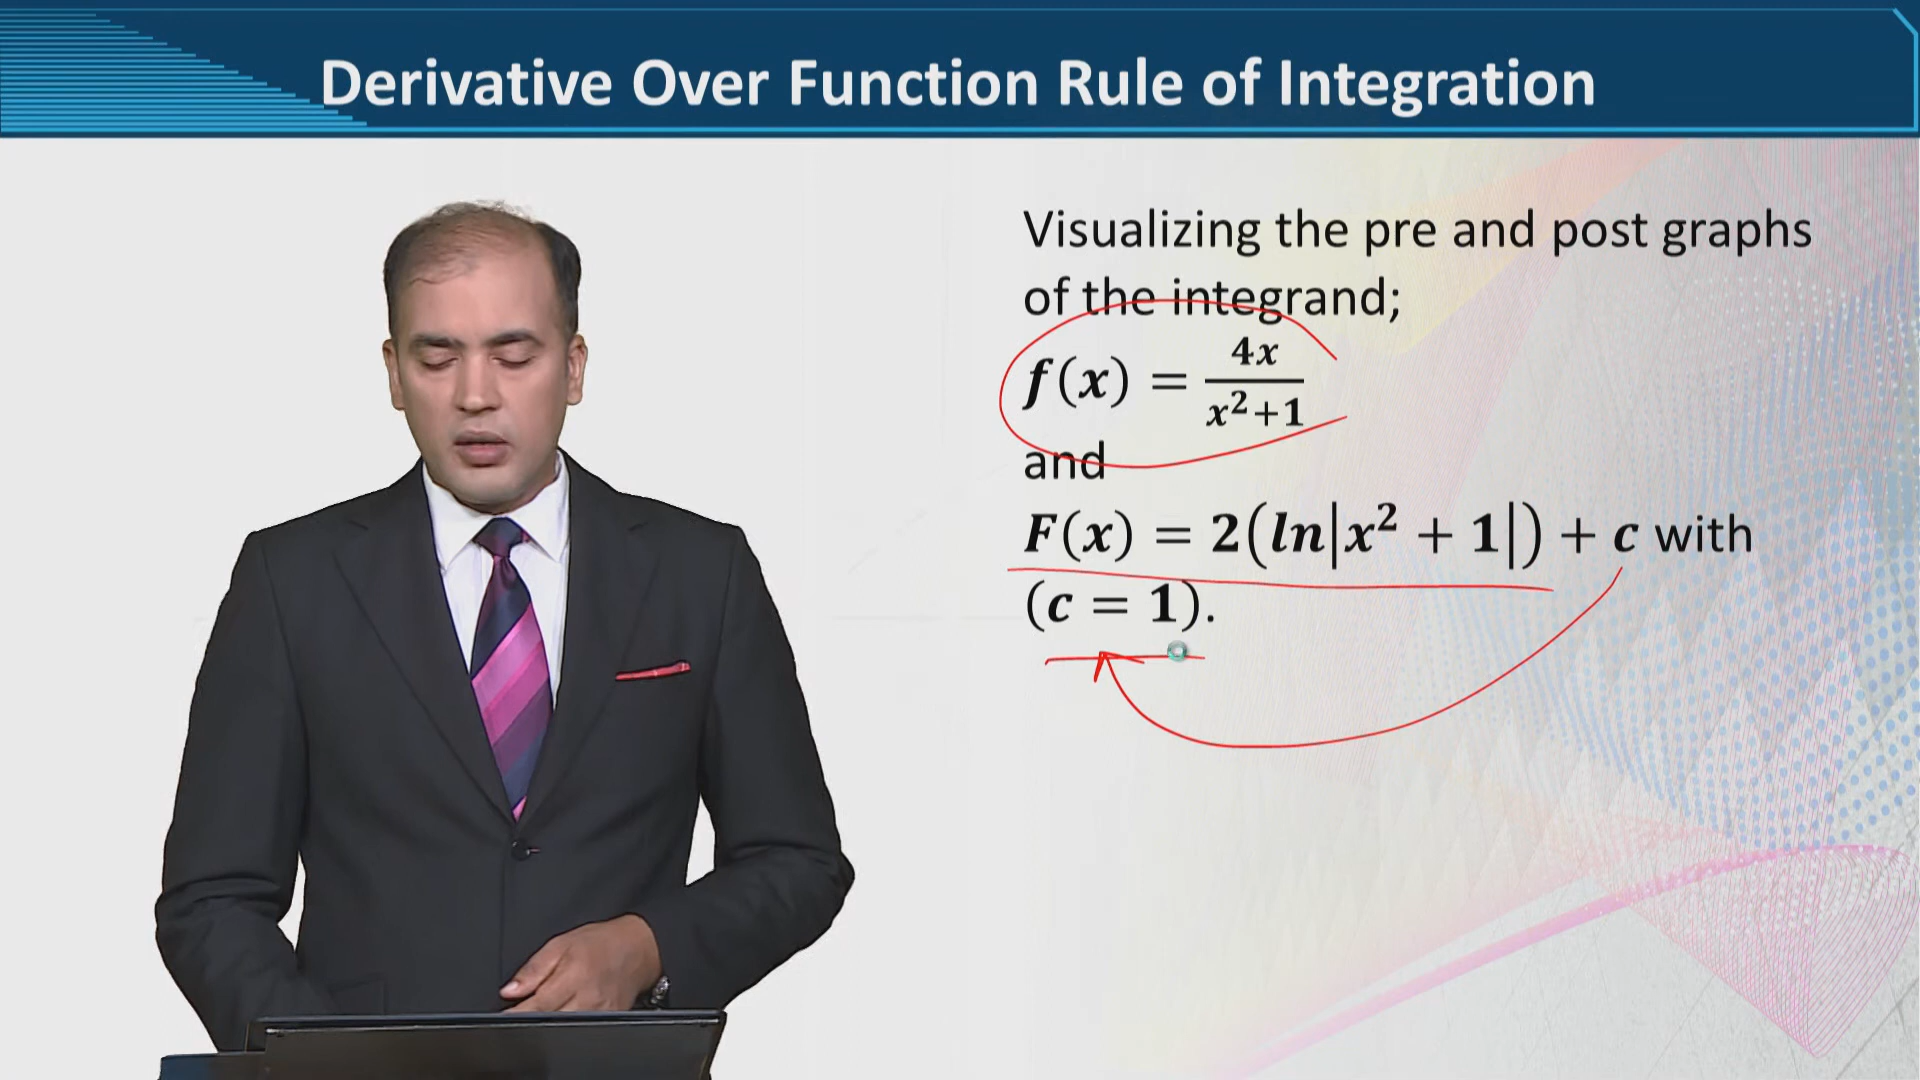 Derivative Over Function Rule of Integration
Visualizing the pre and post graphs
of the integrand;
f(x) = 4x / x²+1
and
F(x) = 2(ln|x² + 1|) + c with
(c = 1).